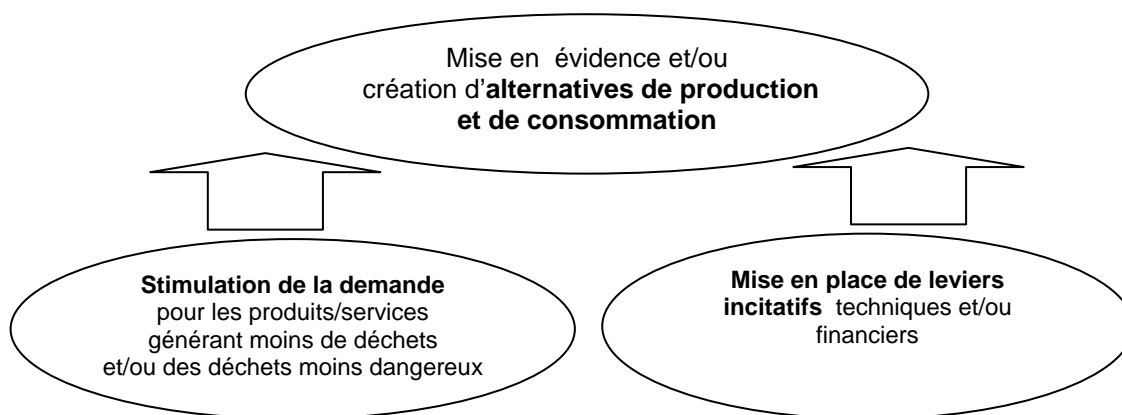 Mise en évidence et/ou
création d'alternatives de production
et de consommation
Stimulation de la demande
pour les produits/services
générant moins de déchets
et/ou des déchets moins dangereux
Mise en place de leviers
incitatifs techniques et/ou
financiers